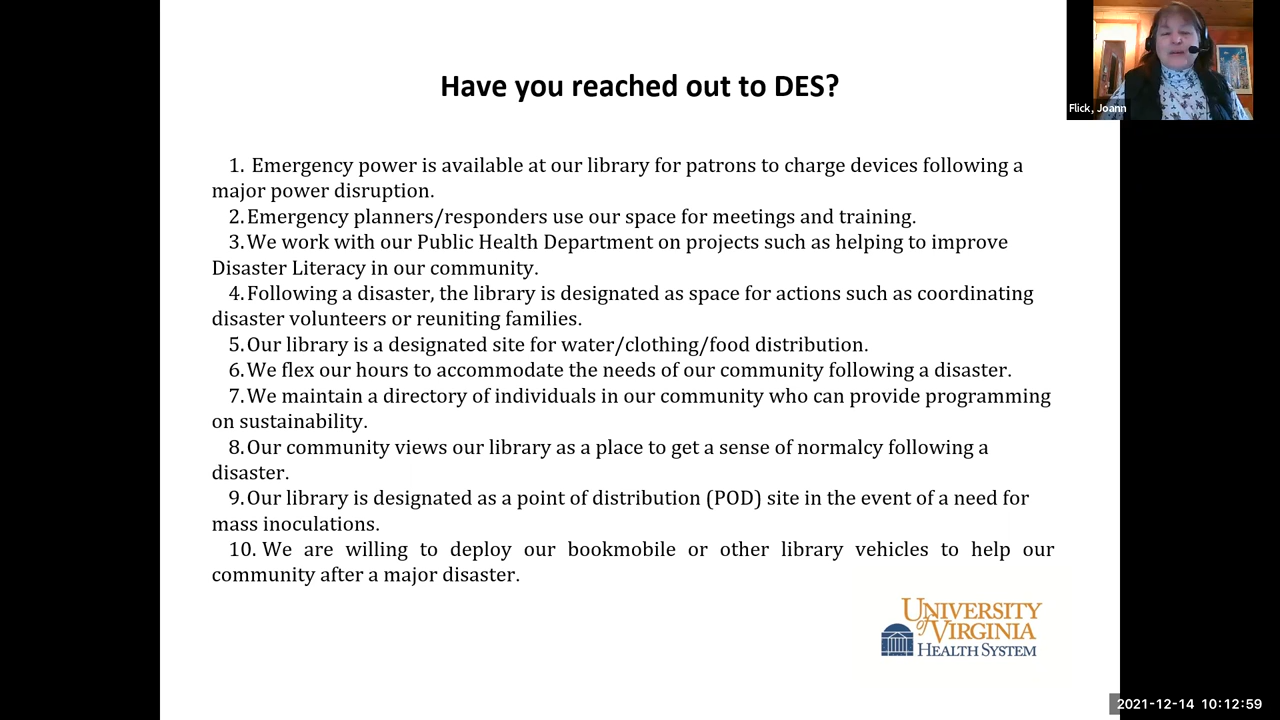 Have you reached out to DES?
Flick, Joann
1. Emergency power is available at our library for patrons to charge devices following a
major power disruption.
2. Emergency planners/responders use our space for meetings and training.
3. We work with our Public Health Department on projects such as helping to improve
Disaster Literacy in our community.
4. Following a disaster, the library is designated as space for actions such as coordinating
disaster volunteers or reuniting families.
5. Our library is a designated site for water/clothing/food distribution.
6. We flex our hours to accommodate the needs of our community following a disaster.
7. We maintain a directory of individuals in our community who can provide programming
on sustainability.
8. Our community views our library as a place to get a sense of normalcy following a
disaster.
9. Our library is designated as a point of distribution (POD) site in the event of a need for
mass inoculations.
10. We are willing to deploy our bookmobile or other library vehicles to help our
community after a major disaster.
UNIVERSITY
of VIRGINIA
HEALTH SYSTEM
2021-12-14 10:12:59